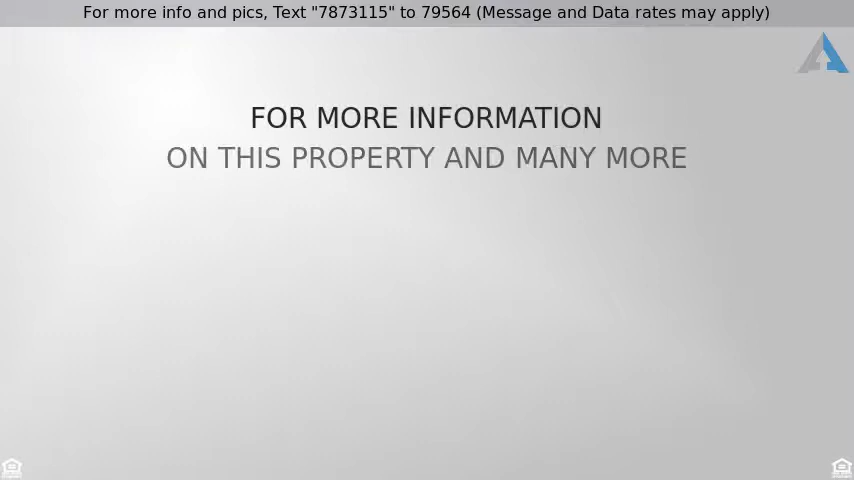 For more info and pics, Text "7873115" to 79564 (Message and Data rates may apply)
FOR MORE INFORMATION
ON THIS PROPERTY AND MANY MORE